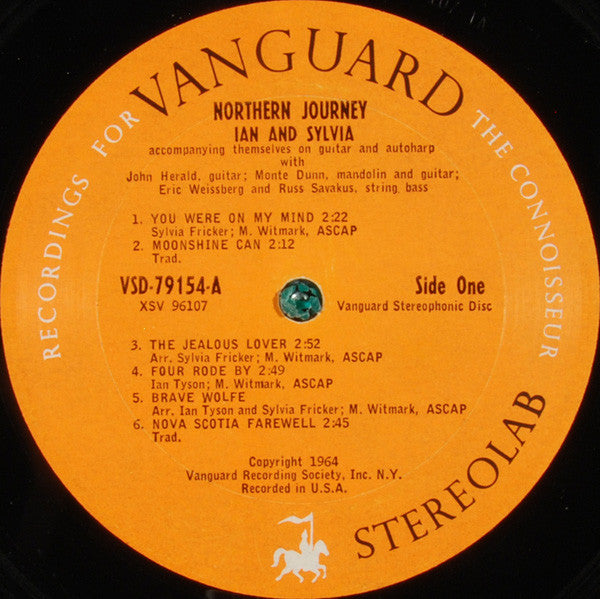 RECORDINGS FOR VANGUARD THE CONNOISSEUR
NORTHERN JOURNEY
IAN AND SYLVIA
accompanying themselves on guitar and autoharp
with
John Herald, guitar; Monte Dunn, mandolin and guitar;
Eric Weissberg and Russ Savakus, string bass
1. YOU WERE ON MY MIND 2:22
Sylvia Fricker; M. Witmark, ASCAP
2. MOONSHINE CAN 2:12
Trad.
VSD-79154-A
XSV 96107
Side One
Vanguard Stereophonic Disc
3. THE JEALOUS LOVER 2:52
Arr. Sylvia Fricker; M. Witmark, ASCAP
4. FOUR RODE BY 2:49
Ian Tyson; M. Witmark, ASCAP
5. BRAVE WOLFE
Arr. Ian Tyson and Sylvia Fricker; M. Witmark, ASCAP
6. NOVA SCOTIA FAREWELL 2:45
Trad.
Copyright 1964
Vanguard Recording Society, Inc. N.Y.
Recorded in U.S.A.
STEREOLAB